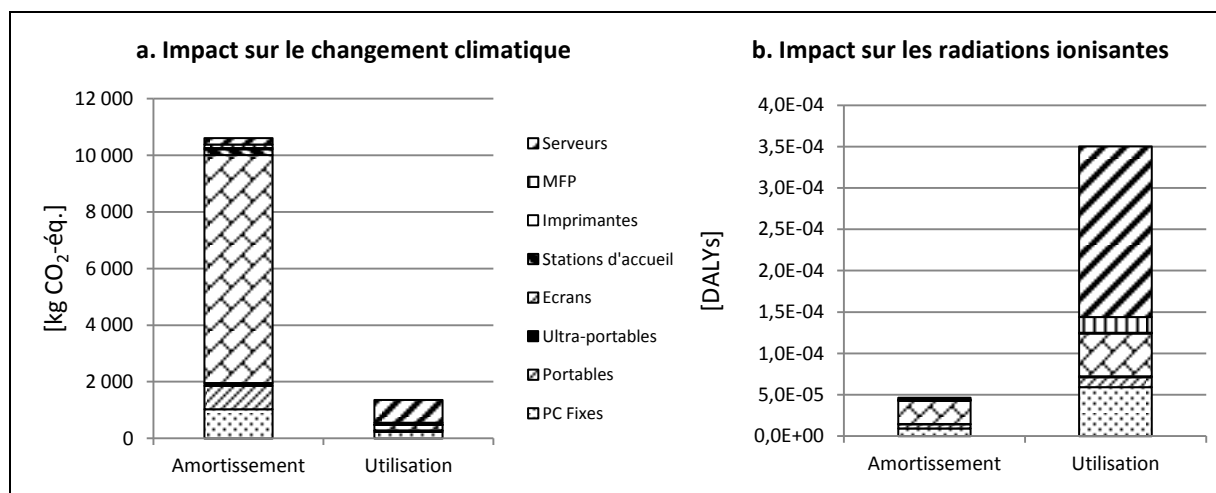 a. Impact sur le changement climatique
[kg CO₂-éq.]
12 000
10 000
8 000
6 000
4 000
2 000
0
Amortissement
Utilisation
Serveurs
MFP
Imprimantes
Stations d'accueil
Ecrans
Ultra-portables
Portables
PC Fixes
b. Impact sur les radiations ionisantes
[DALYs]
4,0E-04
3,5E-04
3,0E-04
2,5E-04
2,0E-04
1,5E-04
1,0E-04
5,0E-05
0,0E+00
Amortissement
Utilisation